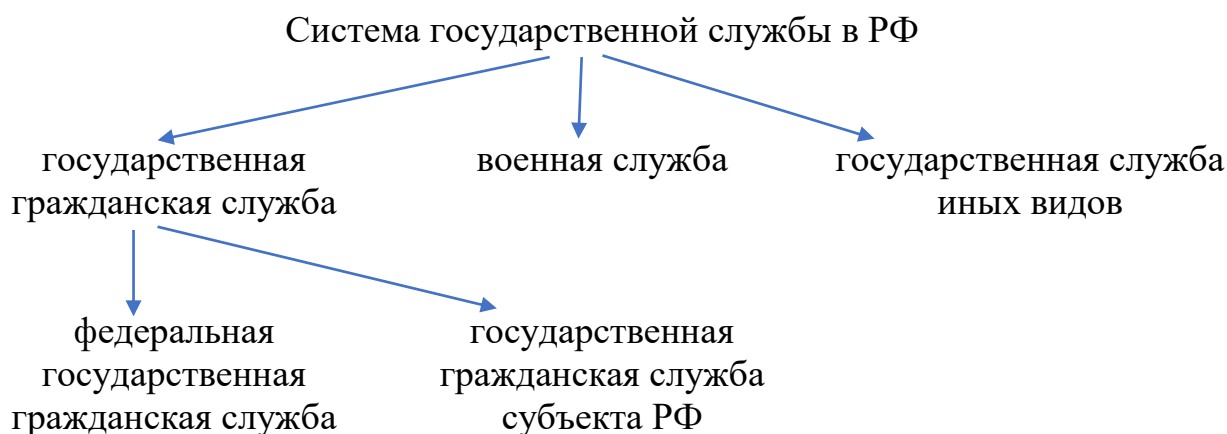 Система государственной службы в РФ
государственная
гражданская служба
военная служба
государственная служба
иных видов
федеральная
государственная
гражданская служба
государственная
гражданская служба
субъекта РФ